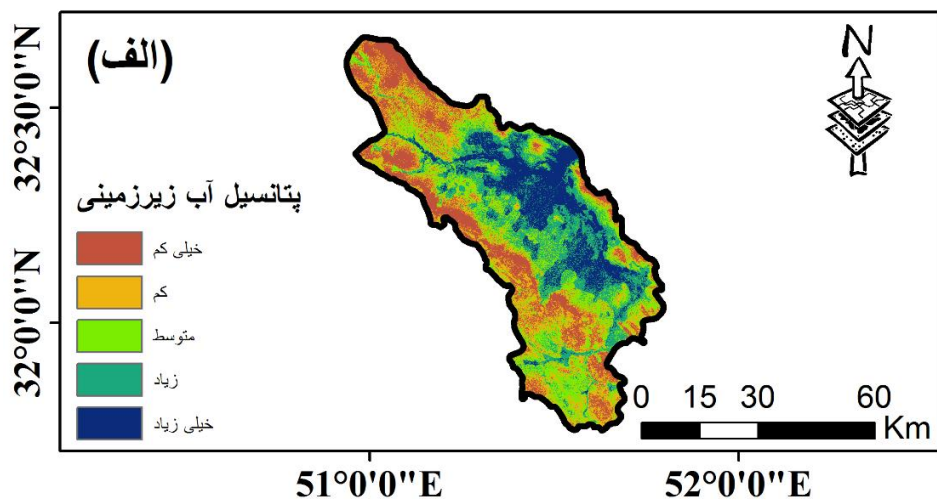 (الف)
N
32°30'0"N
32°0'0"N
پتانسیل آب زیرزمینی
خیلی کم
کم
متوسط
زیاد
خیلی زیاد
0 15 30 60
Km
51°0'0"E 52°0'0"E